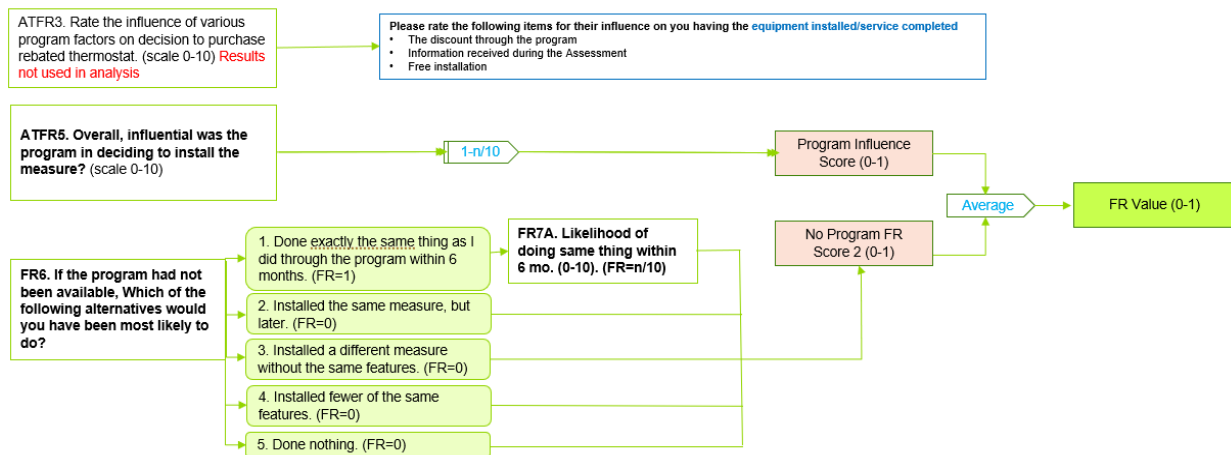 ATFR3. Rate the influence of various
program factors on decision to purchase
rebated thermostat. (scale 0-10) Results
not used in analysis
Please rate the following items for their influence on you having the equipment installed/service completed
• The discount through the program
• Information received during the Assessment
• Free installation
ATFR5. Overall, influential was the
program in deciding to install the
measure? (scale 0-10)
1-n/10
Program Influence
Score (0-1)
Average
FR Value (0-1)
No Program FR
Score 2 (0-1)
FR6. If the program had not
been available, Which of the
following alternatives would
you have been most likely to
do?
1. Done exactly the same thing as I
did through the program within 6
months. (FR=1)
FR7A. Likelihood of
doing same thing within
6 mo. (0-10). (FR=n/10)
2. Installed the same measure, but
later. (FR=0)
3. Installed a different measure
without the same features. (FR=0)
4. Installed fewer of the same
features. (FR=0)
5. Done nothing. (FR=0)